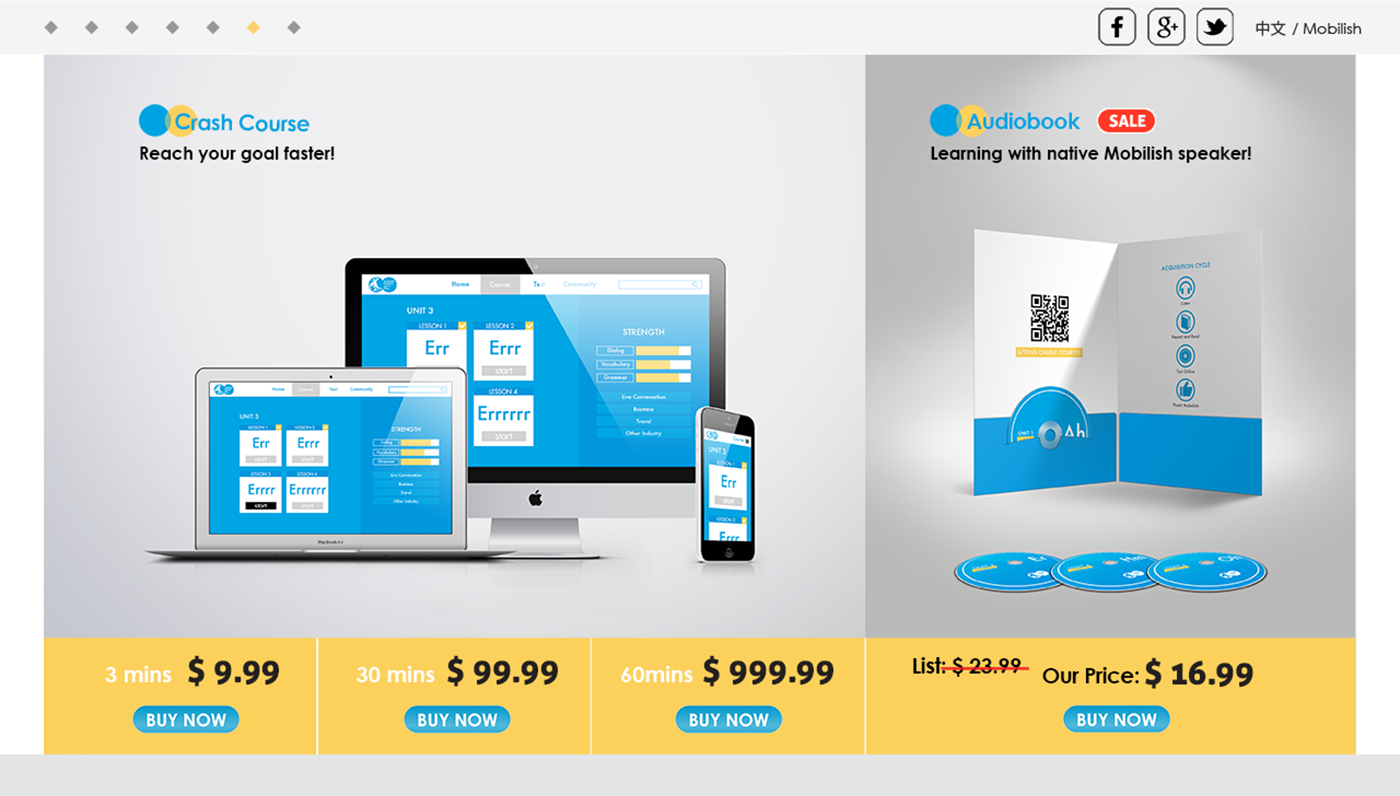 中文 / Mobilish
Crash Course
Reach your goal faster!
Home Course Test Community
UNIT 3
LESSON 1
Err
LESSON 2
Errr
start
LESSON 4
Errrrrr
start
STRENGTH
Dialog
Vocabulary
Grammar
Live Conversation
Business
Travel
Other Industry
Home Course Test Community
UNIT 3
LESSON 1
Err
start
LESSON 2
Errr
start
LESSON 3
Errrr
start
LESSON 4
Errrrrr
start
STRENGTH
Dialog
Vocabulary
Grammar
Live Conversation
Business
Travel
Other Industry
MacBook Air
Course
UNIT 3
LESSON 1
Err
start
LESSON 2
Errr
Audiobook SALE
Learning with native Mobilish speaker!
ATTEND ONLINE COURSES
UNIT 1
Ah
ACQUISITION CYCLE
Listen
Repeat and Read
Test Online
Master Mobilish
3 mins $ 9.99
BUY NOW
30 mins $ 99.99
BUY NOW
60mins $ 999.99
BUY NOW
List: $ 23.99 Our Price: $ 16.99
BUY NOW